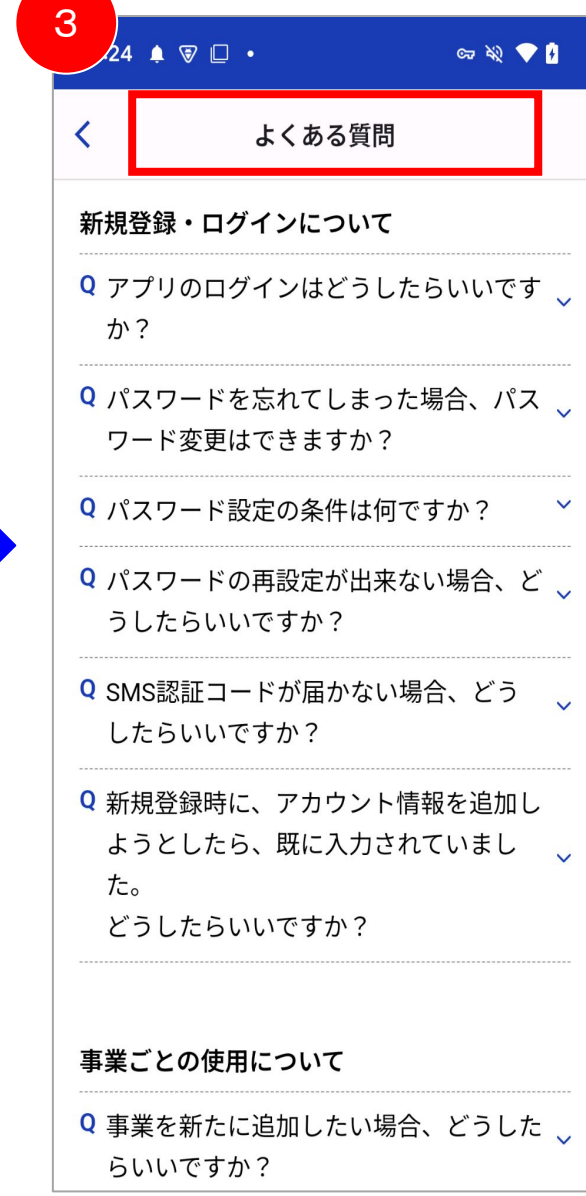 3
24
よくある質問
新規登録・ログインについて
Q アプリのログインはどうしたらいいです
か？
Q パスワードを忘れてしまった場合、パス
ワード変更はできますか？
Q パスワード設定の条件は何ですか？
Q パスワードの再設定が出来ない場合、ど
うしたらいいですか？
Q SMS認証コードが届かない場合、どう
したらいいですか？
Q 新規登録時に、アカウント情報を追加し
ようとしたら、既に入力されていまし
た。
どうしたらいいですか？
事業ごとの使用について
Q 事業を新たに追加したい場合、どうした
らいいですか？